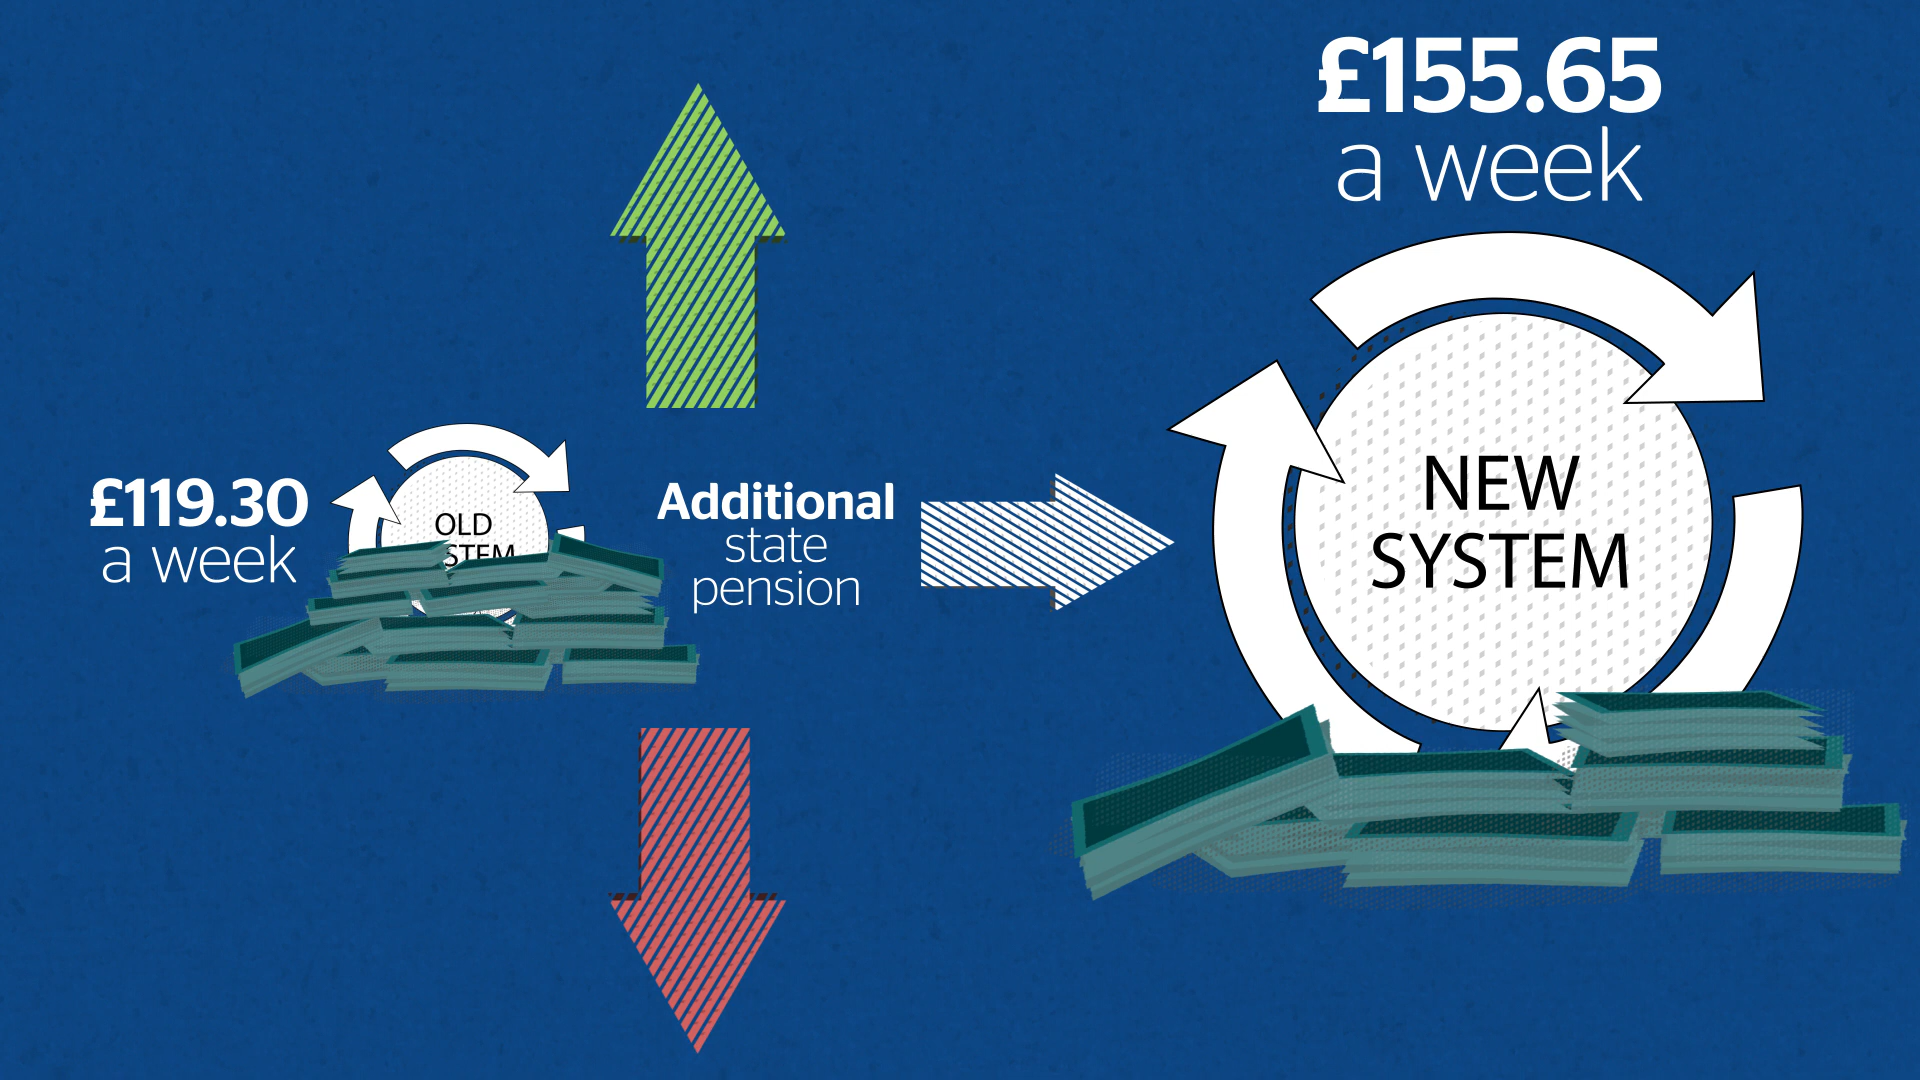 £155.65
a week
£119.30
a week
OLD
Additional
state
pension
NEW
SYSTEM